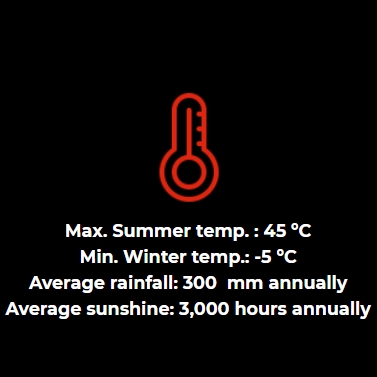 Max. Summer temp. : 45 ºC
Min. Winter temp.: -5 ºC
Average rainfall: 300  mm annually
Average sunshine: 3,000 hours annually